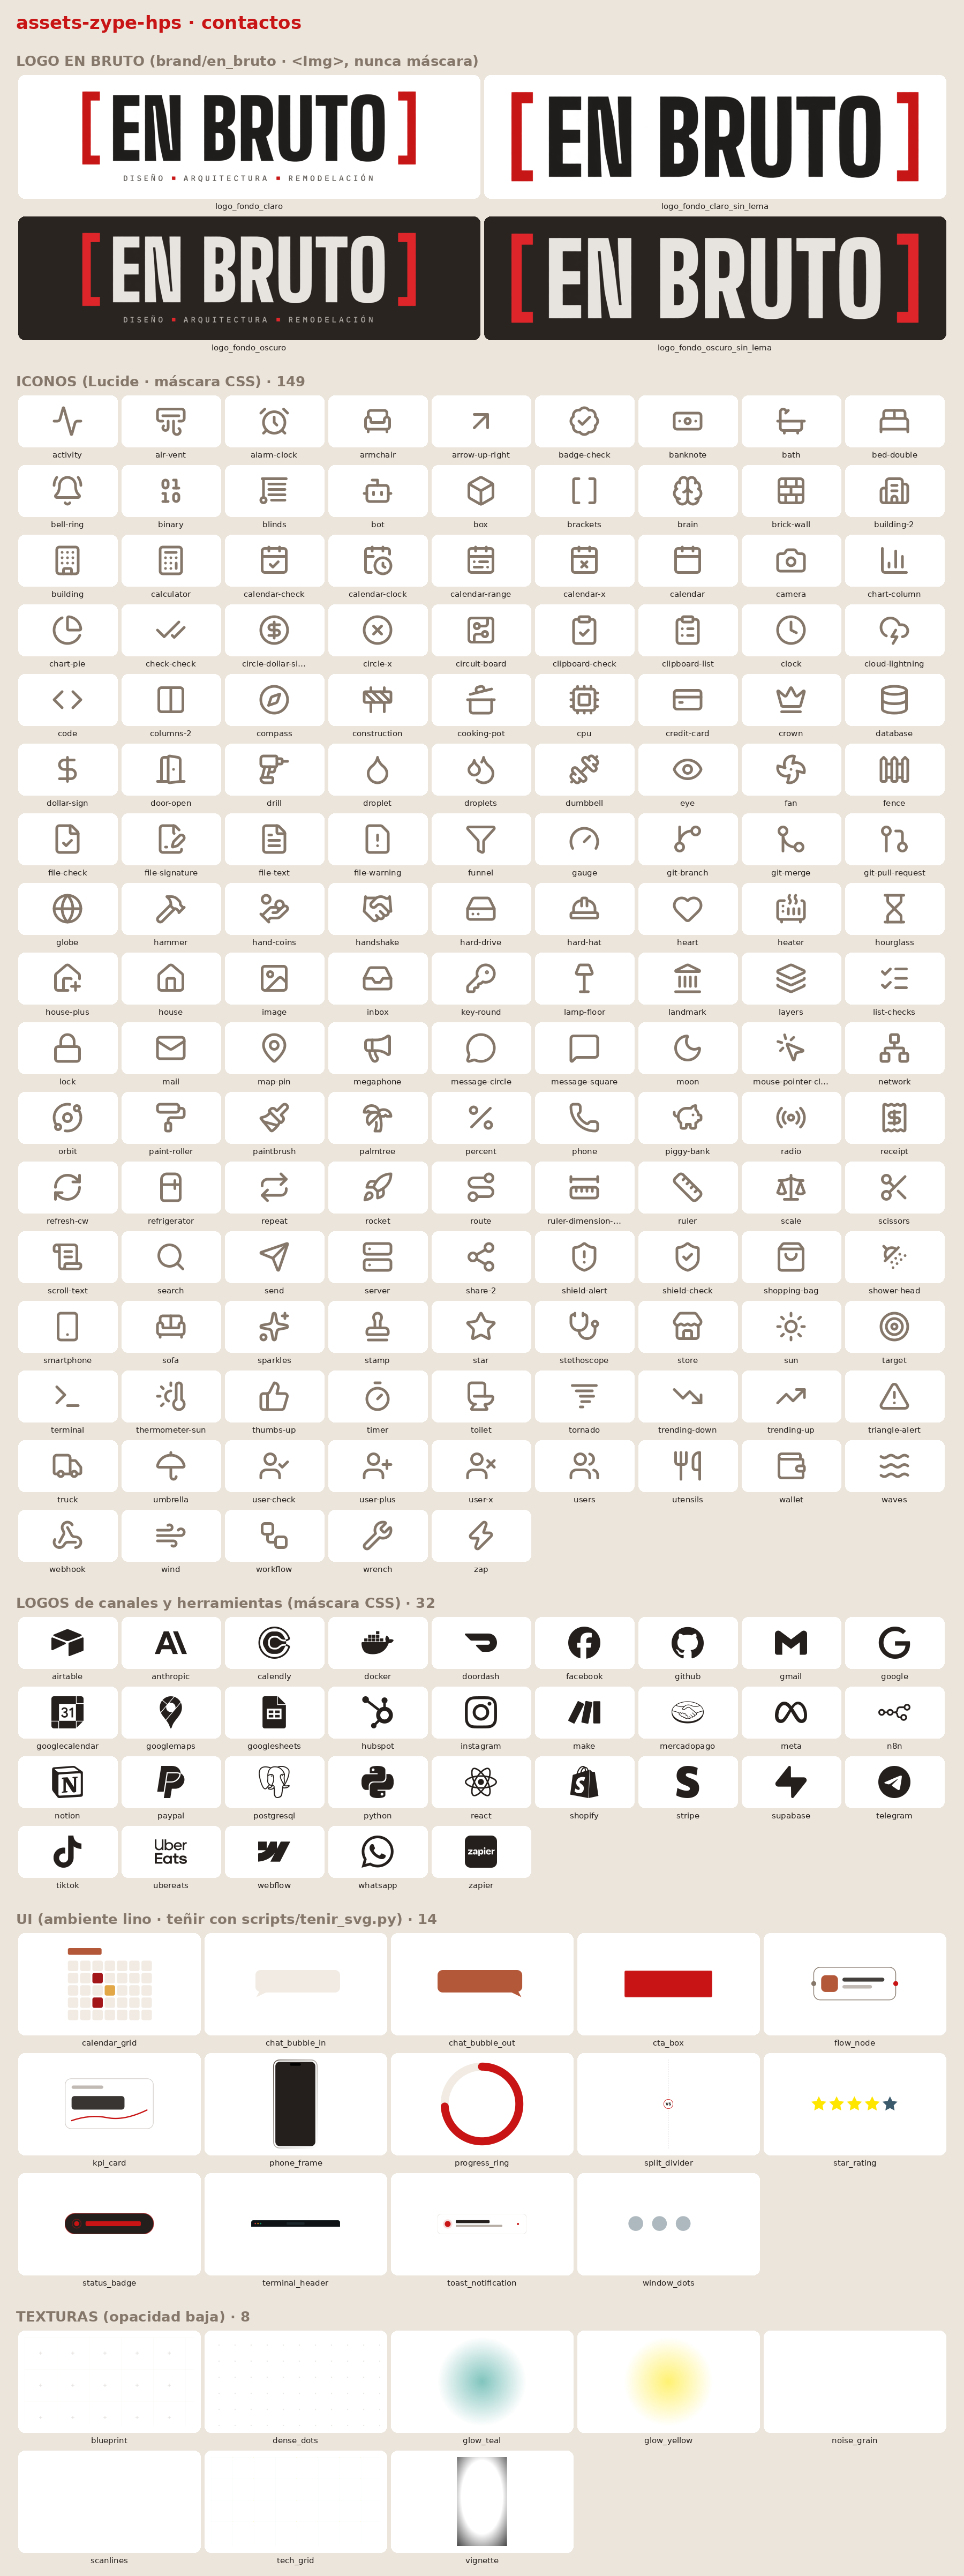 assets-zype-hps · contactos
LOGO EN BRUTO (brand/en_bruto · <Img>, nunca máscara)
[EN BRUTO] [EN BRUTO]
DISEÑO ▪ ARQUITECTURA ▪ REMODELACIÓN
logo_fondo_claro logo_fondo_claro_sin_lema
[EN BRUTO] [EN BRUTO]
DISEÑO ▪ ARQUITECTURA ▪ REMODELACIÓN
logo_fondo_oscuro logo_fondo_oscuro_sin_lema
ICONOS (Lucide · máscara CSS) · 149
activity air-vent alarm-clock armchair arrow-up-right badge-check banknote bath bed-double
01
10
bell-ring binary blinds bot box brackets brain brick-wall building-2
building calculator calendar-check calendar-clock calendar-range calendar-x calendar camera chart-column
chart-pie check-check circle-dollar-si... circle-x circuit-board clipboard-check clipboard-list clock cloud-lightning
code columns-2 compass construction cooking-pot cpu credit-card crown database
dollar-sign door-open drill droplet droplets dumbbell eye fan fence
file-check file-signature file-text file-warning funnel gauge git-branch git-merge git-pull-request
globe hammer hand-coins handshake hard-drive hard-hat heart heater hourglass
house-plus house image inbox key-round lamp-floor landmark layers list-checks
lock mail map-pin megaphone message-circle message-square moon mouse-pointer-cl... network
orbit paint-roller paintbrush palmtree percent phone piggy-bank radio receipt
refresh-cw refrigerator repeat rocket route ruler-dimension-... ruler scale scissors
scroll-text search send server share-2 shield-alert shield-check shopping-bag shower-head
smartphone sofa sparkles stamp star stethoscope store sun target
terminal thermometer-sun thumbs-up timer toilet tornado trending-down trending-up triangle-alert
truck umbrella user-check user-plus user-x users utensils wallet waves
webhook wind workflow wrench zap
LOGOS de canales y herramientas (máscara CSS) · 32
airtable anthropic calendly docker doordash facebook github gmail google
31
googlecalendar googlemaps googlesheets hubspot instagram make mercadopago meta n8n
notion paypal postgresql python react shopify stripe supabase telegram
Uber
Eats
zapier
tiktok ubereats webflow whatsapp zapier
UI (ambiente lino · teñir con scripts/tenir_svg.py) · 14
calendar_grid chat_bubble_in chat_bubble_out cta_box flow_node
VS
kpi_card phone_frame progress_ring split_divider star_rating
status_badge terminal_header toast_notification window_dots
TEXTURAS (opacidad baja) · 8
blueprint dense_dots glow_teal glow_yellow noise_grain
scanlines tech_grid vignette